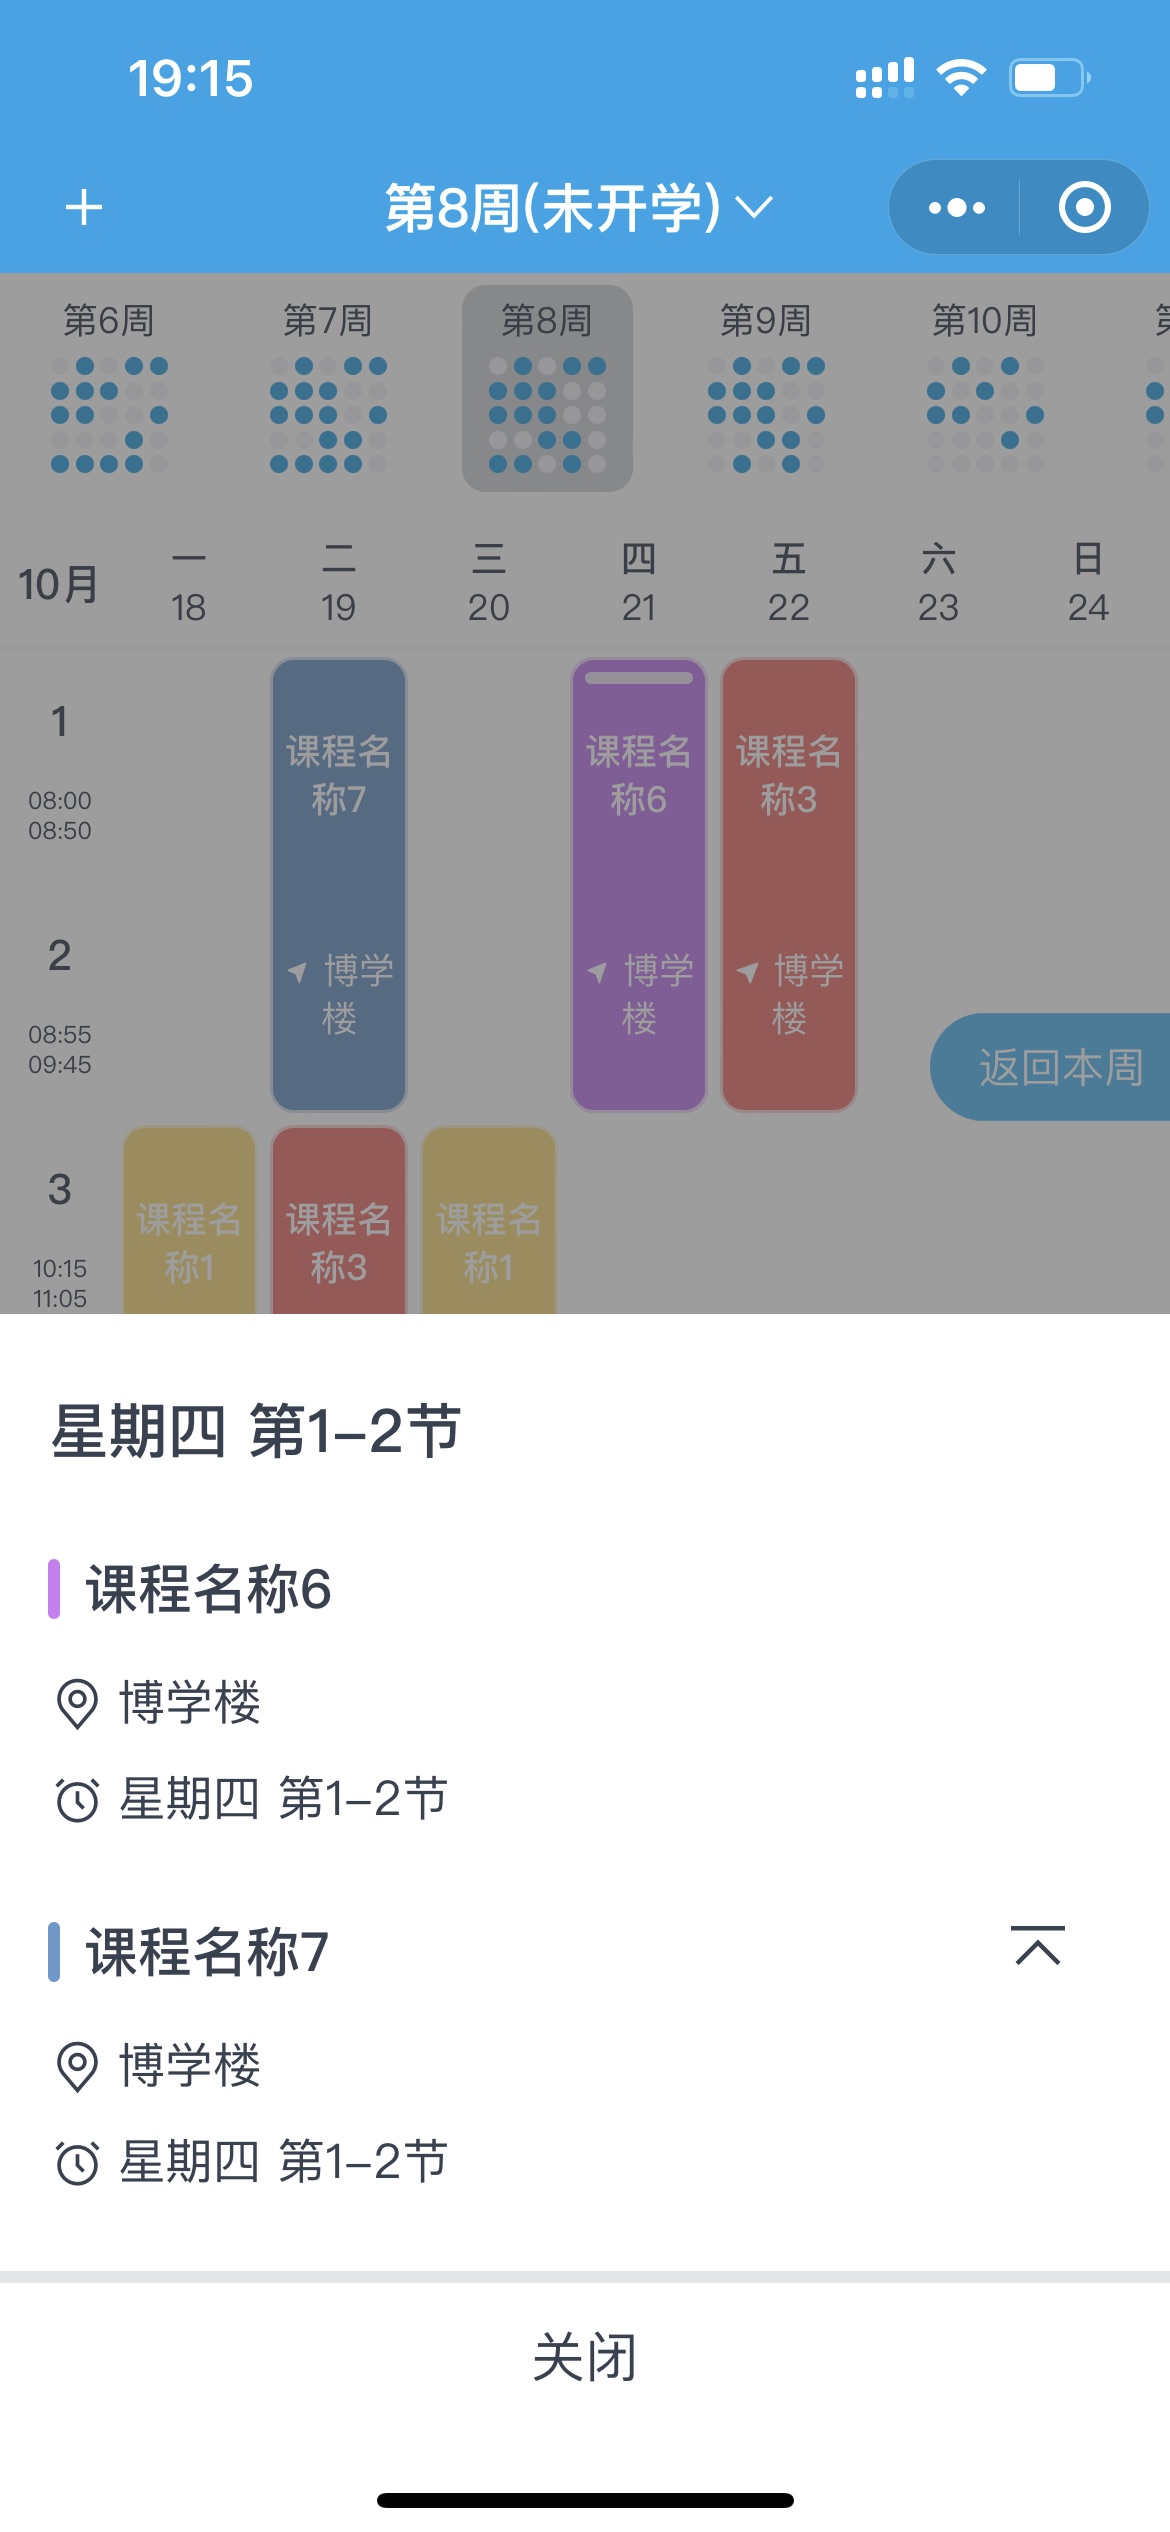 19:15
第8周(未开学)
第6周
第7周
第8周
第9周
第10周
10月
一
二
三
四
五
六
日
18
19
20
21
22
23
24
1
08:00
08:50
课程名
称7
课程名
称6
课程名
称3
2
08:55
09:45
博学
楼
博学
楼
博学
楼
返回本周
3
10:15
11:05
课程名
称1
课程名
称3
课程名
称1
星期四 第1–2节
课程名称6
博学楼
星期四 第1–2节
课程名称7
博学楼
星期四 第1–2节
关闭